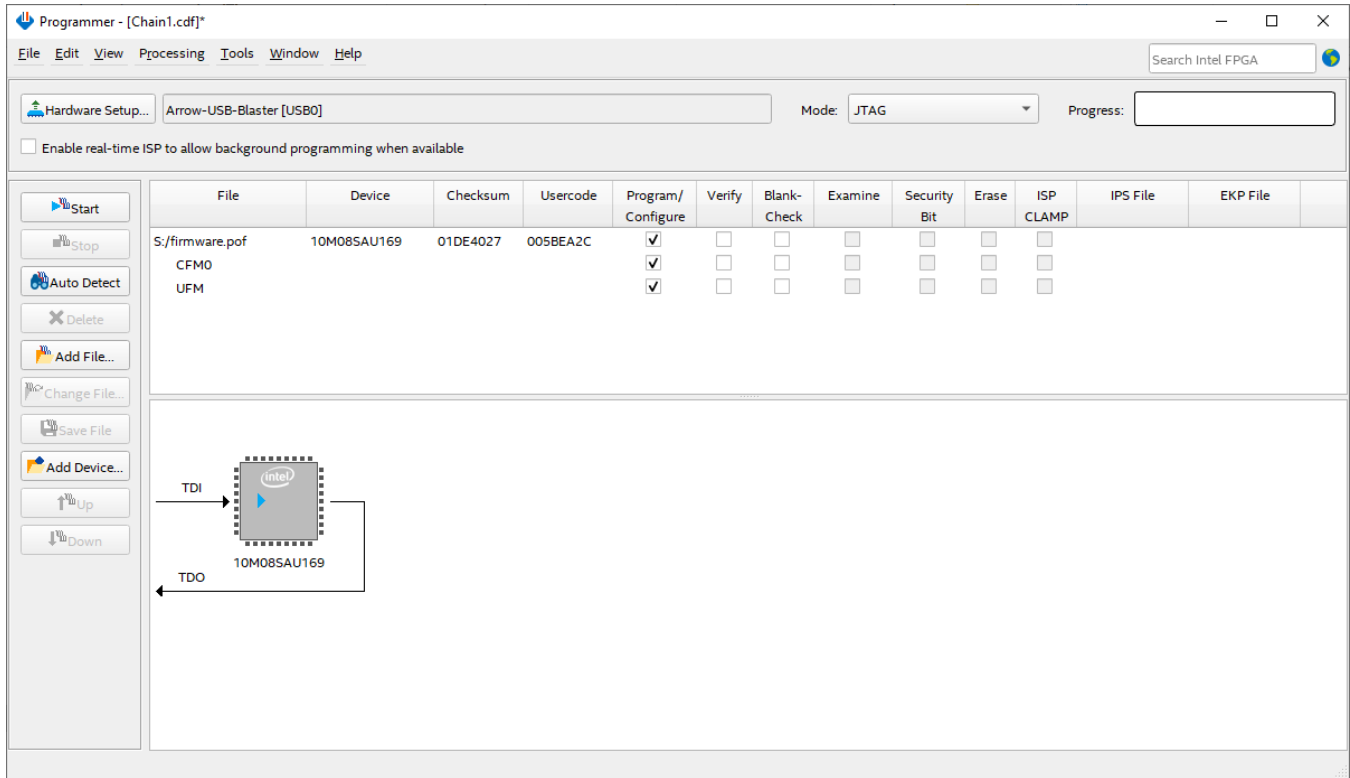 Programmer - [Chain1.cdf]*
File Edit View Processing Tools Window Help
Search Intel FPGA
Hardware Setup... Arrow-USB-Blaster [USB0] Mode: JTAG Progress:
Enable real-time ISP to allow background programming when available
Start
Stop
Auto Detect
Delete
Add File...
Change File...
Save File
Add Device...
Up
Down
File Device Checksum Usercode Program/ Configure Verify Blank- Check Examine Security Bit Erase ISP CLAMP IPS File EKP File
S:/firmware.pof 10M08SAU169 01DE4027 005BEA2C
CFM0
UFM
TDI
intel
10M08SAU169
TDO